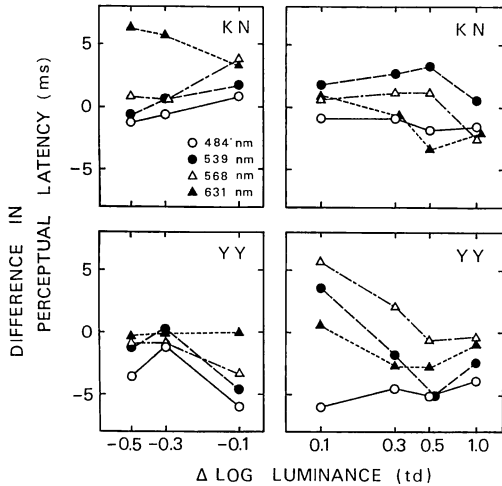 KN
KN
5
0
−5
484 nm
539 nm
568 nm
631 nm
DIFFERENCE IN
PERCEPTUAL LATENCY (ms)
YY
YY
5
0
−5
−0.5 −0.3 −0.1
0.1 0.3 0.5 1.0
Δ LOG LUMINANCE (td)